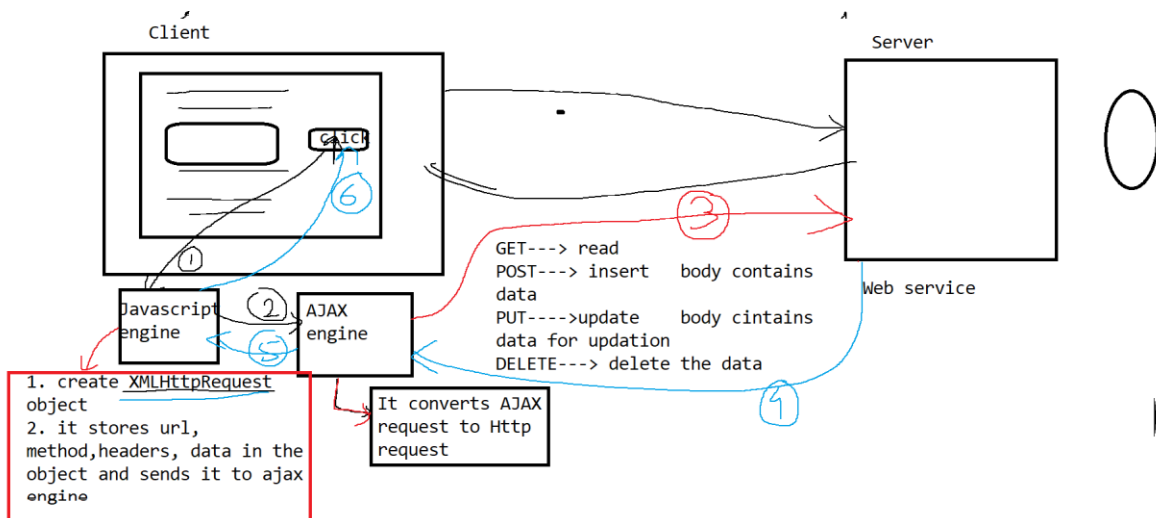 Client
Server
click
6
3
1
GET---> read
POST---> insert body contains
data
PUT---->update body cintains
data for updation
DELETE---> delete the data
Web service
Javascript
engine
2
AJAX
engine
5
4
1. create XMLHttpRequest
object
2. it stores url,
method,headers, data in the
object and sends it to ajax
engine
It converts AJAX
request to Http
request